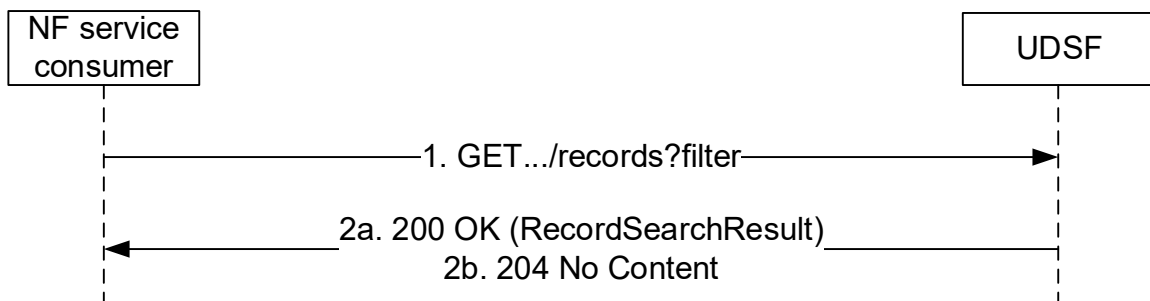 NF service
consumer
UDSF
1. GET.../records?filter
2a. 200 OK (RecordSearchResult)
2b. 204 No Content